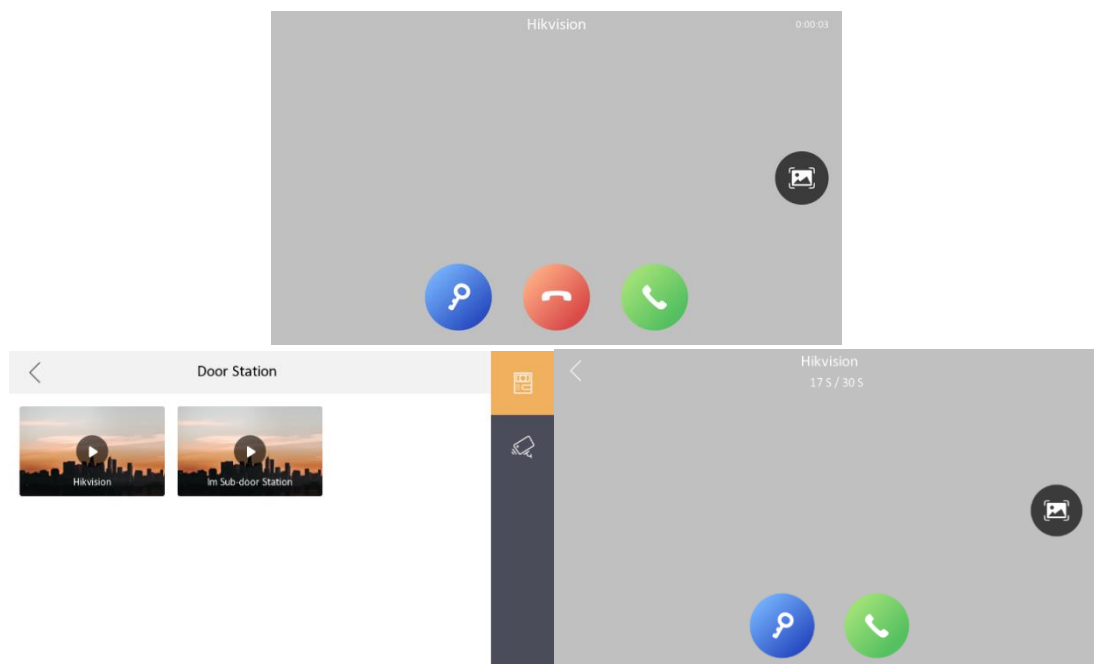 Hikvision
0:00:03
Door Station
Hikvision
Im Sub-door Station
Hikvision
17 S / 30 S